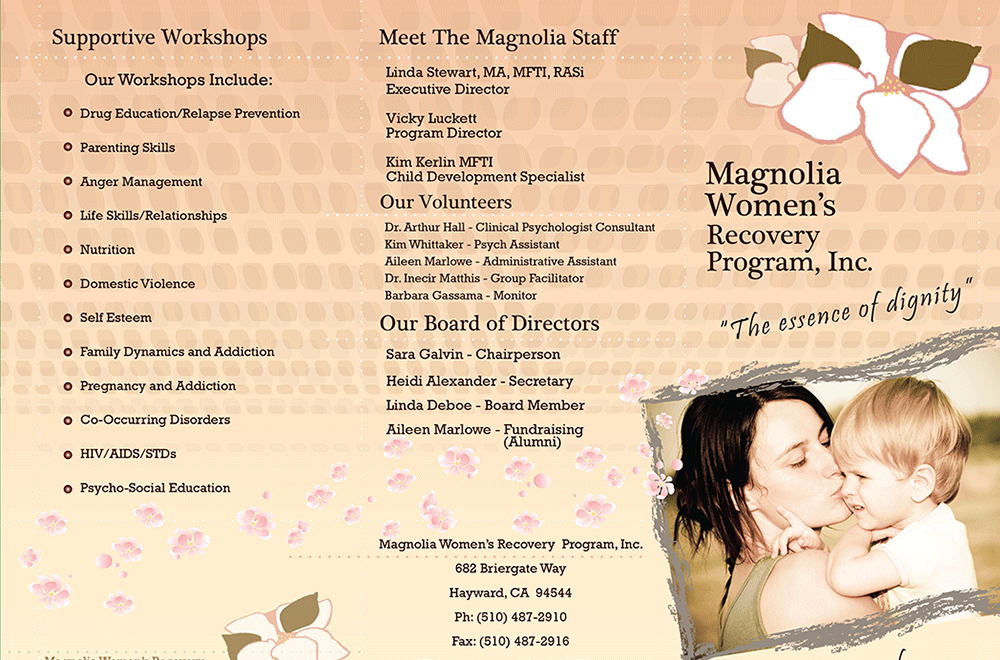 Supportive Workshops
Our Workshops Include:
Drug Education/Relapse Prevention
Parenting Skills
Anger Management
Life Skills/Relationships
Nutrition
Domestic Violence
Self Esteem
Family Dynamics and Addiction
Pregnancy and Addiction
Co-Occurring Disorders
HIV/AIDS/STDs
Psycho-Social Education
Magnolia Women's Recovery
Meet The Magnolia Staff
Linda Stewart, MA, MFTI, RASi
Executive Director
Vicky Luckett
Program Director
Kim Kerlin MFTI
Child Development Specialist
Our Volunteers
Dr. Arthur Hall - Clinical Psychologist Consultant
Kim Whittaker - Psych Assistant
Aileen Marlowe - Administrative Assistant
Dr. Inecir Matthis - Group Facilitator
Barbara Gassama - Monitor
Our Board of Directors
Sara Galvin - Chairperson
Heidi Alexander - Secretary
Linda Deboe - Board Member
Aileen Marlowe - Fundraising
(Alumni)
Magnolia Women's Recovery Program, Inc.
682 Briergate Way
Hayward, CA 94544
Ph: (510) 487-2910
Fax: (510) 487-2916
Magnolia
Women's
Recovery
Program, Inc.
"The essence of dignity"